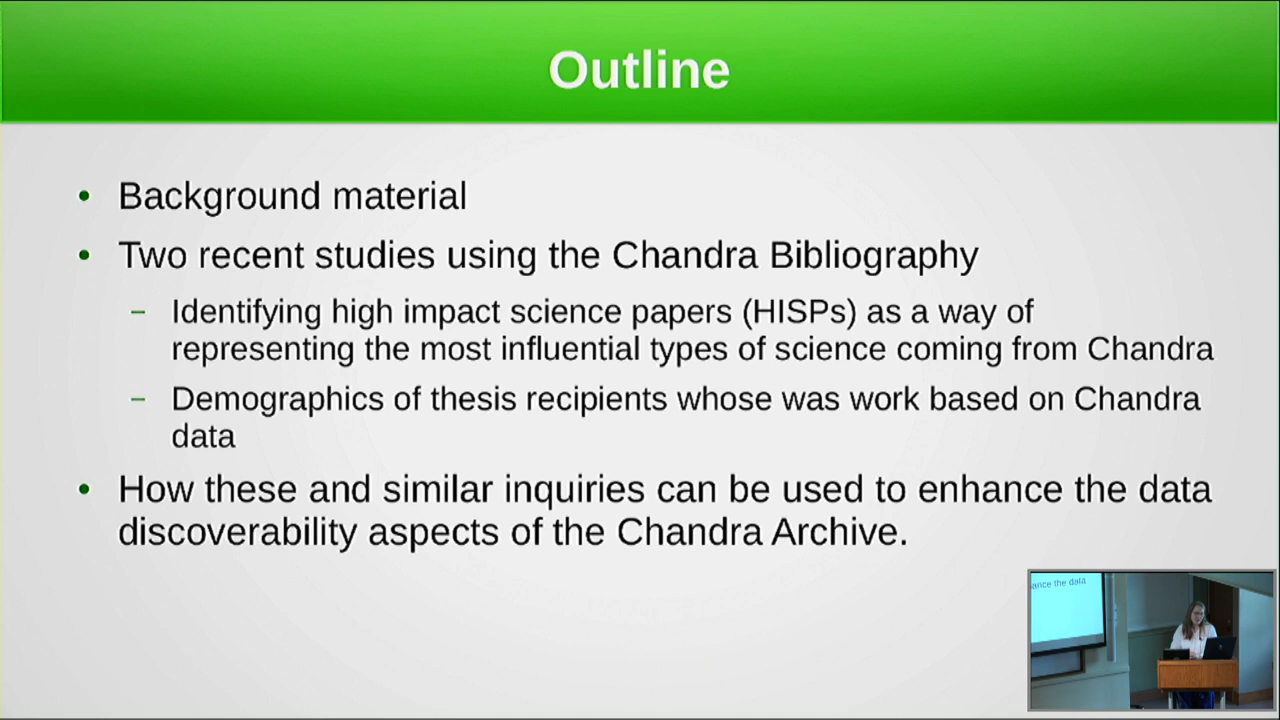 Outline
• Background material
• Two recent studies using the Chandra Bibliography
– Identifying high impact science papers (HISPs) as a way of
representing the most influential types of science coming from Chandra
– Demographics of thesis recipients whose was work based on Chandra
data
• How these and similar inquiries can be used to enhance the data
discoverability aspects of the Chandra Archive.
ance the data